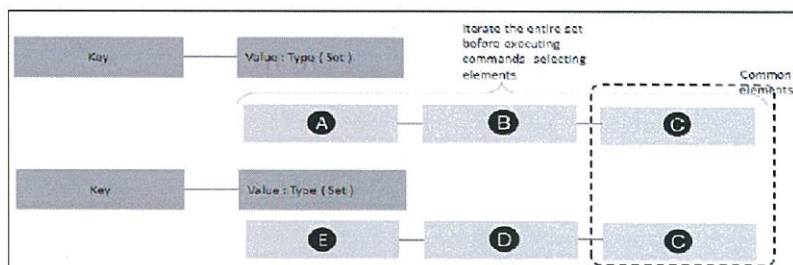 Iterate the entire set
before executing
commands selecting
elements
Key
Value : Type ( Set )
Common
elements
A
B
C
Key
Value : Type ( Set )
E
D
C